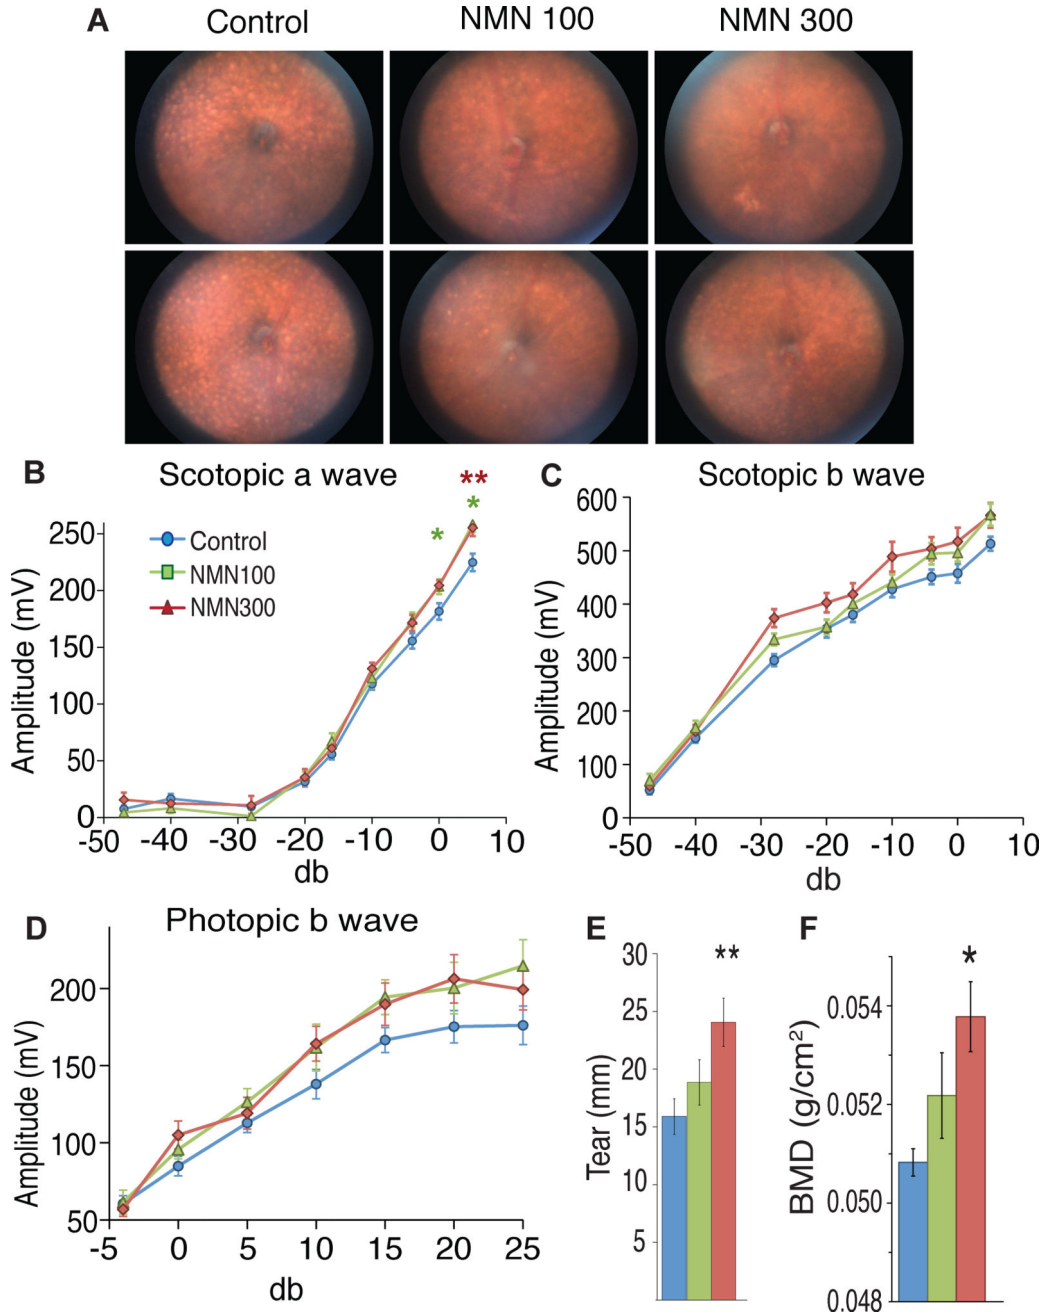 A Control NMN 100 NMN 300
B Scotopic a wave
** 
* *
Control
NMN100
NMN300
Amplitude (mV)
250
200
150
100
50
0
-50 -40 -30 -20 -10 0 10
db
C Scotopic b wave
Amplitude (mV)
600
500
400
300
200
100
0
-50 -40 -30 -20 -10 0 10
db
D Photopic b wave
Amplitude (mV)
200
150
100
50
-5 0 5 10 15 20 25
db
E
**
Tear (mm)
30
25
20
15
10
5
F
*
BMD (g/cm²)
0.054
0.052
0.050
0.048